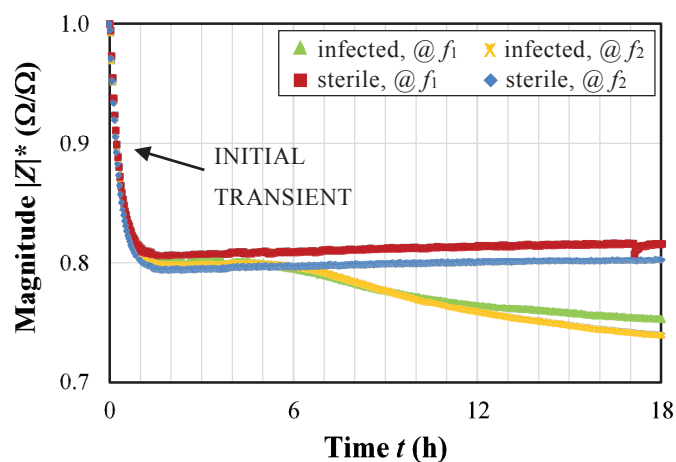 1.0
0.9
0.8
0.7
Magnitude |Z|* (Ω/Ω)
infected, @ f1 infected, @ f2
sterile, @ f1 sterile, @ f2
INITIAL
TRANSIENT
0 6 12 18
Time t (h)